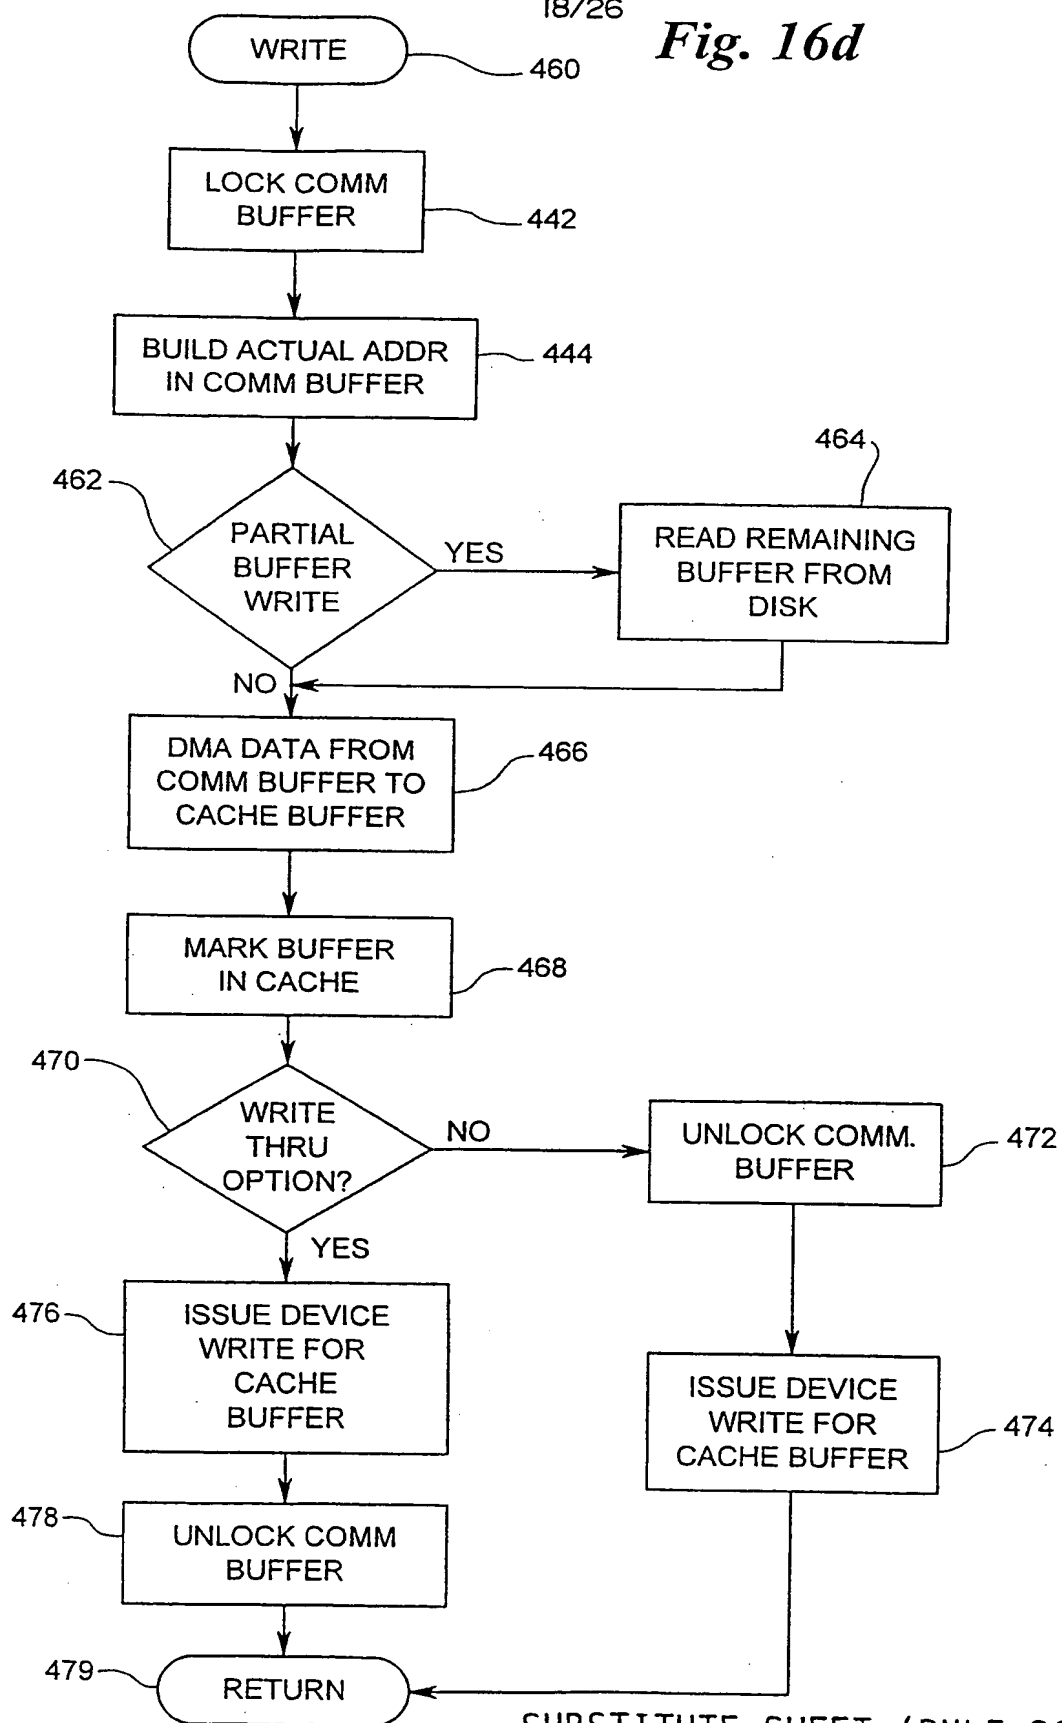 18/26
Fig. 16d
WRITE
460
LOCK COMM
BUFFER
442
BUILD ACTUAL ADDR
IN COMM BUFFER
444
462
PARTIAL
BUFFER
WRITE
YES
464
READ REMAINING
BUFFER FROM
DISK
NO
DMA DATA FROM
COMM BUFFER TO
CACHE BUFFER
466
MARK BUFFER
IN CACHE
468
470
WRITE
THRU
OPTION?
NO
UNLOCK COMM.
BUFFER
472
YES
476
ISSUE DEVICE
WRITE FOR
CACHE
BUFFER
ISSUE DEVICE
WRITE FOR
CACHE BUFFER
474
478
UNLOCK COMM
BUFFER
479
RETURN
SUBSTITUTE SHEET